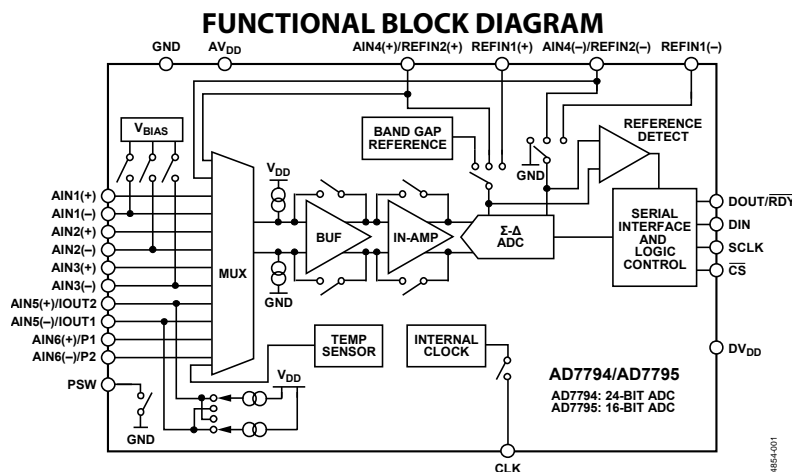 FUNCTIONAL BLOCK DIAGRAM
GND
AVDD
AIN4(+)/REFIN2(+)
REFIN1(+)
AIN4(–)/REFIN2(–)
REFIN1(–)
VBIAS
BAND GAP
REFERENCE
GND
REFERENCE
DETECT
VDD
AIN1(+)
AIN1(–)
AIN2(+)
AIN2(–)
AIN3(+)
AIN3(–)
AIN5(+)/IOUT2
AIN5(–)/IOUT1
AIN6(+)/P1
AIN6(–)/P2
PSW
GND
MUX
BUF
IN-AMP
Σ-Δ
ADC
SERIAL
INTERFACE
AND
LOGIC
CONTROL
DOUT/RDY
DIN
SCLK
CS
GND
TEMP
SENSOR
INTERNAL
CLOCK
DVDD
VDD
AD7794/AD7795
AD7794: 24-BIT ADC
AD7795: 16-BIT ADC
CLK
4854-001